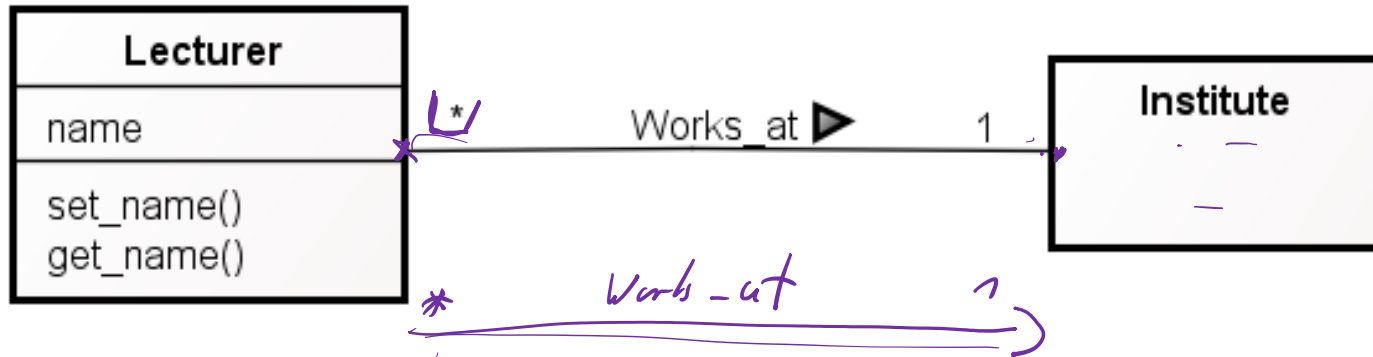 Lecturer
name
set_name()
get_name()
* Works_at 1
Institute
* Works_at 1